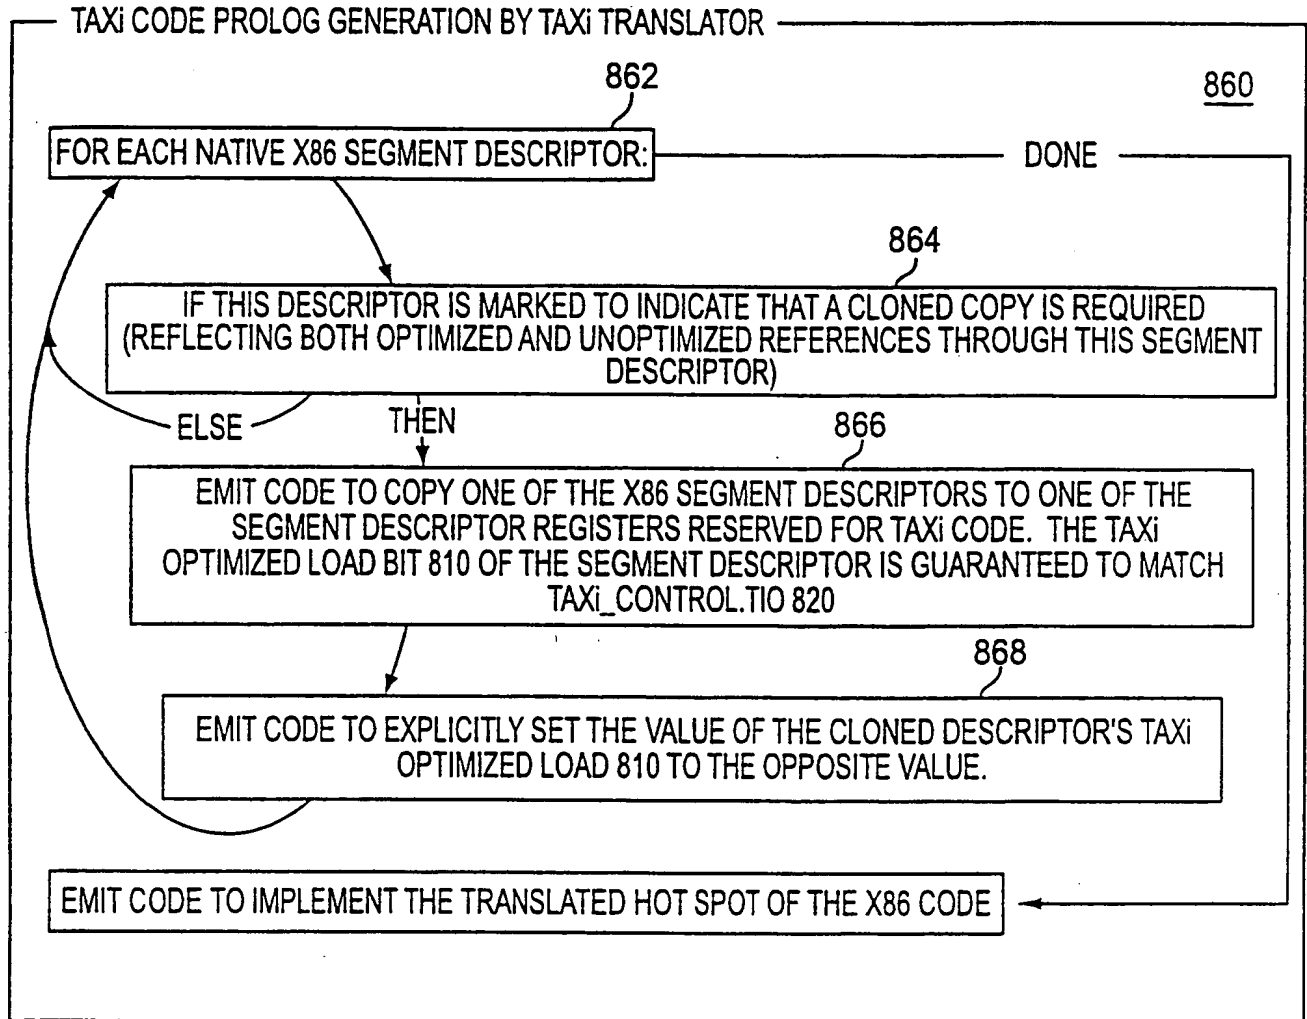 TAXi CODE PROLOG GENERATION BY TAXi TRANSLATOR
862
860
FOR EACH NATIVE X86 SEGMENT DESCRIPTOR:
DONE
864
IF THIS DESCRIPTOR IS MARKED TO INDICATE THAT A CLONED COPY IS REQUIRED
(REFLECTING BOTH OPTIMIZED AND UNOPTIMIZED REFERENCES THROUGH THIS SEGMENT
DESCRIPTOR)
ELSE
THEN
866
EMIT CODE TO COPY ONE OF THE X86 SEGMENT DESCRIPTORS TO ONE OF THE
SEGMENT DESCRIPTOR REGISTERS RESERVED FOR TAXi CODE. THE TAXi
OPTIMIZED LOAD BIT 810 OF THE SEGMENT DESCRIPTOR IS GUARANTEED TO MATCH
TAXi_CONTROL.TIO 820
868
EMIT CODE TO EXPLICITLY SET THE VALUE OF THE CLONED DESCRIPTOR'S TAXi
OPTIMIZED LOAD 810 TO THE OPPOSITE VALUE.
EMIT CODE TO IMPLEMENT THE TRANSLATED HOT SPOT OF THE X86 CODE